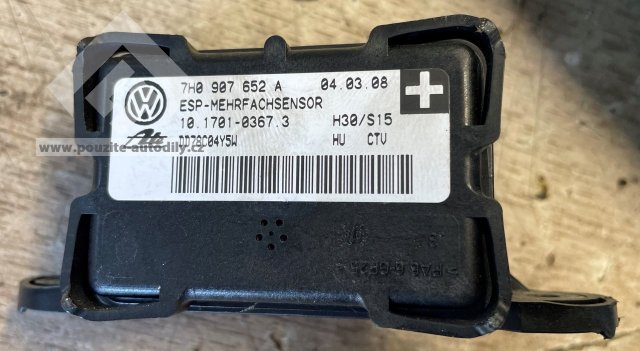 7H0 907 652 A 04.03.08
ESP-MEHRFACHSENSOR
10.1701-0367.3 H30/S15
Ate DD78C04Y5W HU CTV
www.pouzite-autodily.cz